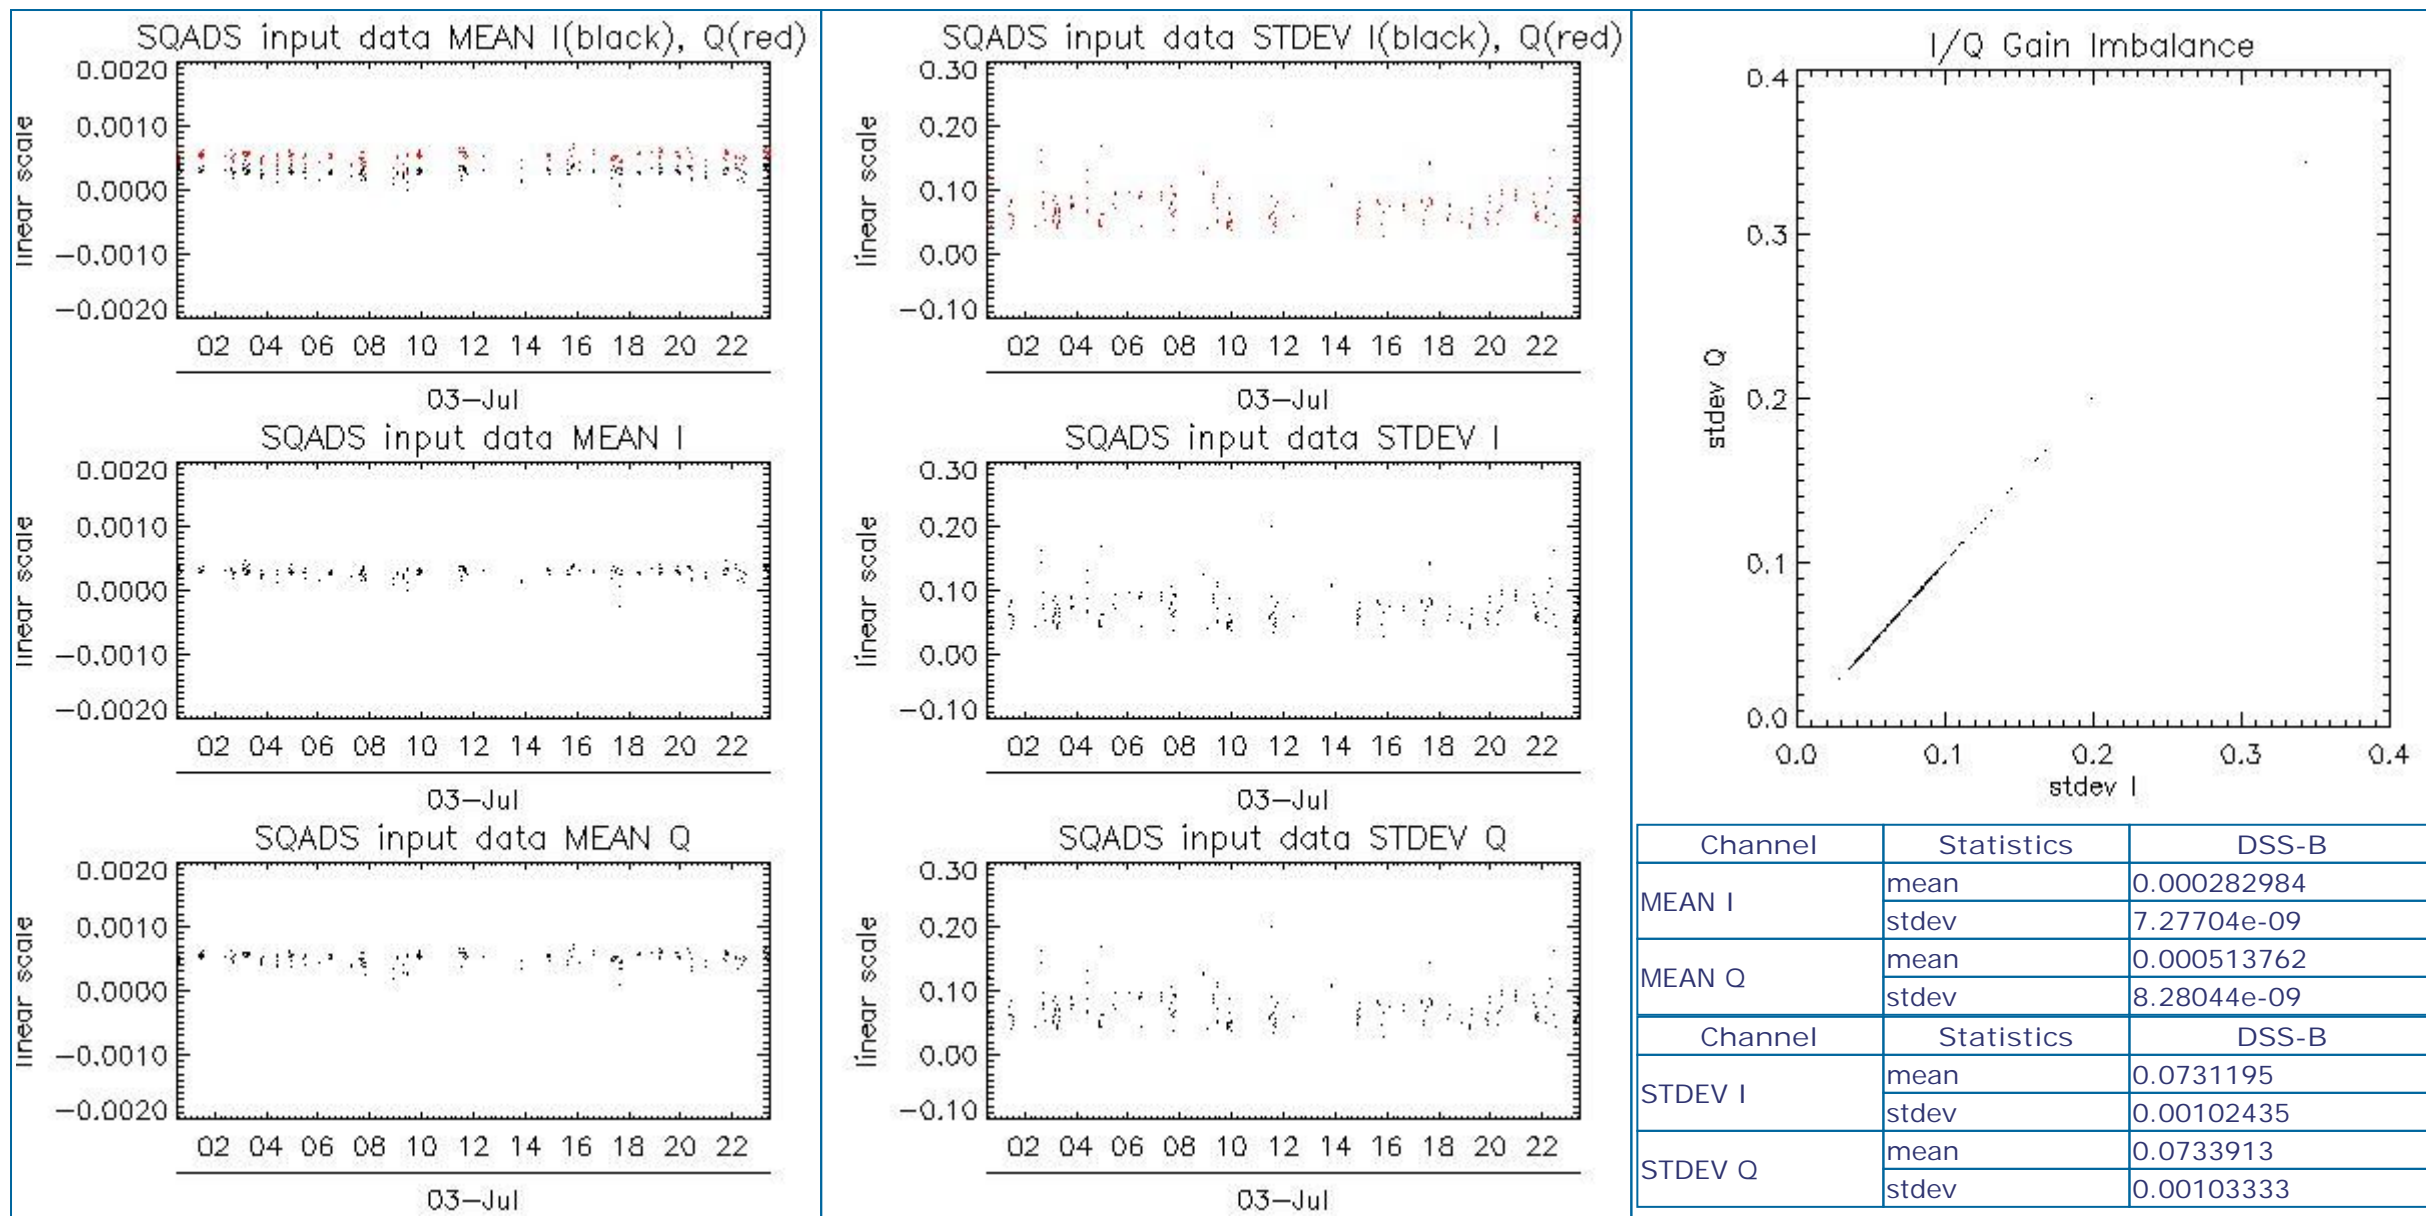 SQADS input data MEAN I(black), Q(red)
0.0020
0.0010
0.0000
−0.0010
−0.0020
linear scale
02 04 06 08 10 12 14 16 18 20 22
03−Jul
SQADS input data MEAN I
0.0020
0.0010
0.0000
−0.0010
−0.0020
linear scale
02 04 06 08 10 12 14 16 18 20 22
03−Jul
SQADS input data MEAN Q
0.0020
0.0010
0.0000
−0.0010
−0.0020
linear scale
02 04 06 08 10 12 14 16 18 20 22
03−Jul
SQADS input data STDEV I(black), Q(red)
0.30
0.20
0.10
0.00
−0.10
linear scale
02 04 06 08 10 12 14 16 18 20 22
03−Jul
SQADS input data STDEV I
0.30
0.20
0.10
0.00
−0.10
linear scale
02 04 06 08 10 12 14 16 18 20 22
03−Jul
SQADS input data STDEV Q
0.30
0.20
0.10
0.00
−0.10
linear scale
02 04 06 08 10 12 14 16 18 20 22
03−Jul
I/Q Gain Imbalance
0.4
0.3
0.2
0.1
0.0
stdev Q
0.0 0.1 0.2 0.3 0.4
stdev I
Channel Statistics DSS-B
MEAN I mean 0.000282984
stdev 7.27704e-09
MEAN Q mean 0.000513762
stdev 8.28044e-09
Channel Statistics DSS-B
STDEV I mean 0.0731195
stdev 0.00102435
STDEV Q mean 0.0733913
stdev 0.00103333